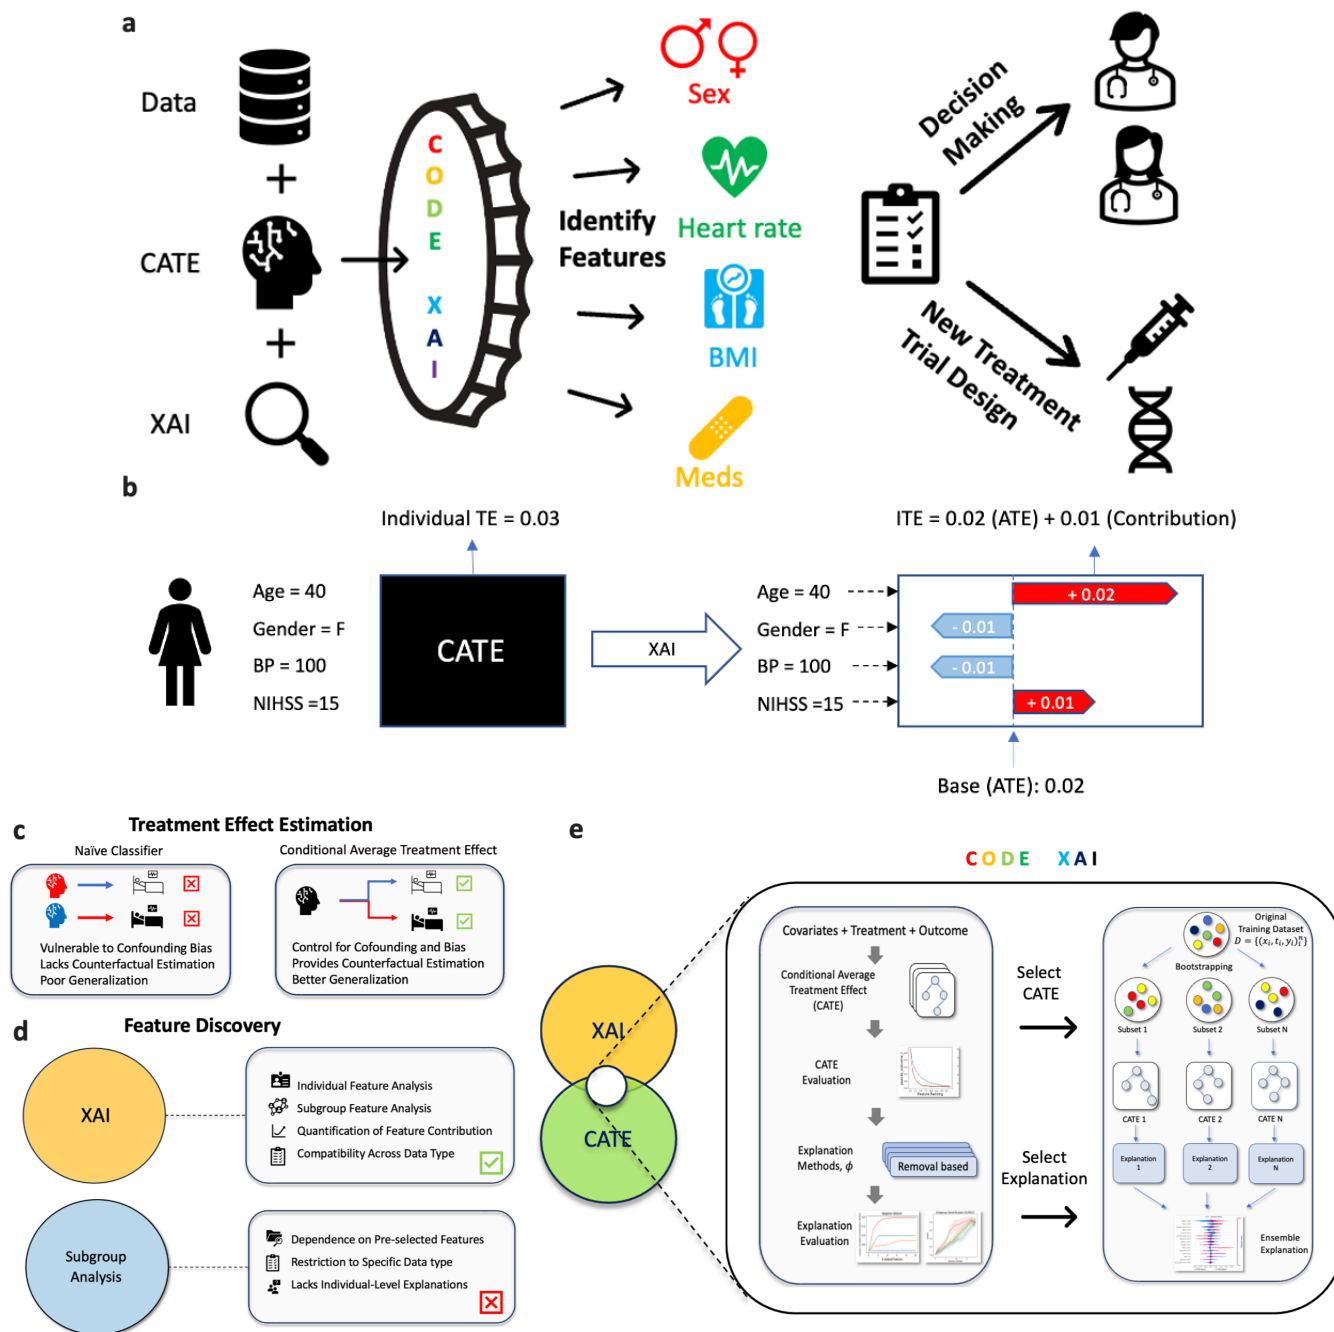 a
Data
+
CATE
+
XAI
C
O
D
E
X
A
I
Identify
Features
Sex
Heart rate
BMI
Meds
Decision
Making
New Treatment
Trial Design
b
Individual TE = 0.03
Age = 40
Gender = F
BP = 100
NIHSS =15
CATE
XAI
ITE = 0.02 (ATE) + 0.01 (Contribution)
Age = 40
Gender = F
BP = 100
NIHSS =15
+ 0.02
- 0.01
- 0.01
+ 0.01
Base (ATE): 0.02
c
Treatment Effect Estimation
Naïve Classifier
Vulnerable to Confounding Bias
Lacks Counterfactual Estimation
Poor Generalization
Conditional Average Treatment Effect
Control for Cofounding and Bias
Provides Counterfactual Estimation
Better Generalization
d
Feature Discovery
XAI
Individual Feature Analysis
Subgroup Feature Analysis
Quantification of Feature Contribution
Compatibility Across Data Type
Subgroup
Analysis
Dependence on Pre-selected Features
Restriction to Specific Data type
Lacks Individual-Level Explanations
e
CODE XAI
XAI
CATE
Covariates + Treatment + Outcome
Conditional Average
Treatment Effect
(CATE)
CATE
Evaluation
Feature Ranking
Explanation
Methods, ϕ
Removal based
Explanation
Evaluation
Select
CATE
Select
Explanation
Original
Training Dataset
D = {(xᵢ, tᵢ, yᵢ)ᵢⁿ}
Bootstrapping
Subset 1
Subset 2
Subset N
CATE 1
CATE 2
CATE N
Explanation
1
Explanation
2
Explanation
N
Ensemble
Explanation